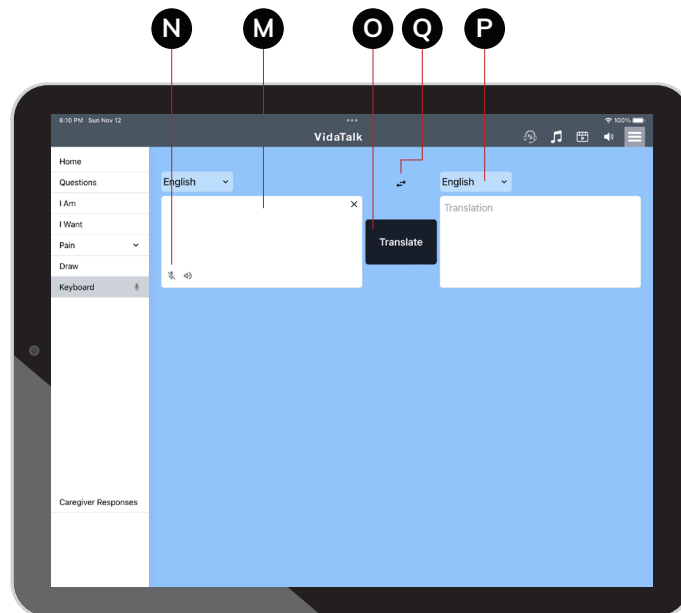 N M O Q P
6:10 PM Sun Nov 12
100%
VidaTalk
Home
Questions
I Am
I Want
Pain
Draw
Keyboard
Caregiver Responses
English
English
Translate
Translation